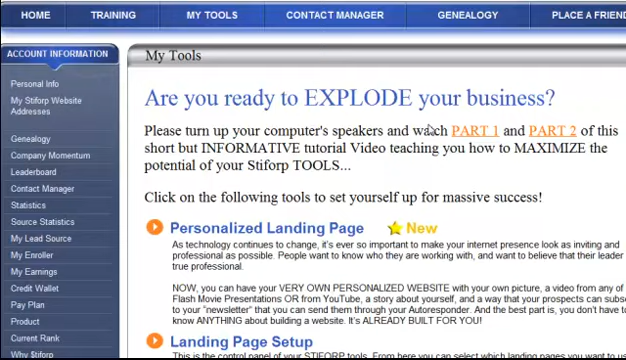 HOME TRAINING MY TOOLS CONTACT MANAGER GENEALOGY PLACE A FRIEN
ACCOUNT INFORMATION
Personal Info
My Stiforp Website
Addresses
Genealogy
Company Momentum
Leaderboard
Contact Manager
Statistics
Source Statistics
My Lead Source
My Enroller
My Earnings
Credit Wallet
Pay Plan
Product
Current Rank
Why Stiforp
My Tools
Are you ready to EXPLODE your business?
Please turn up your computer's speakers and watch PART 1 and PART 2 of this
short but INFORMATIVE tutorial Video teaching you how to MAXIMIZE the
potential of your Stiforp TOOLS...
Click on the following tools to set yourself up for massive success!
Personalized Landing Page New
As technology continues to change, it's ever so important to make your internet presence look as inviting and
professional as possible. People want to know who they are working with, and want to believe that their leader
true professional.
NOW, you can have your VERY OWN PERSONALIZED WEBSITE with your own picture, a video from any of
Flash Movie Presentations OR from YouTube, a story about yourself, and a way that your prospects can subs
to your "newsletter" that you can send them through your Autoresponder. And the best part is, you don't have to
know ANYTHING about building a website. It's ALREADY BUILT FOR YOU!
Landing Page Setup
This is the control panel of your STIFORP tools. From here you can select which landing pages you want to us